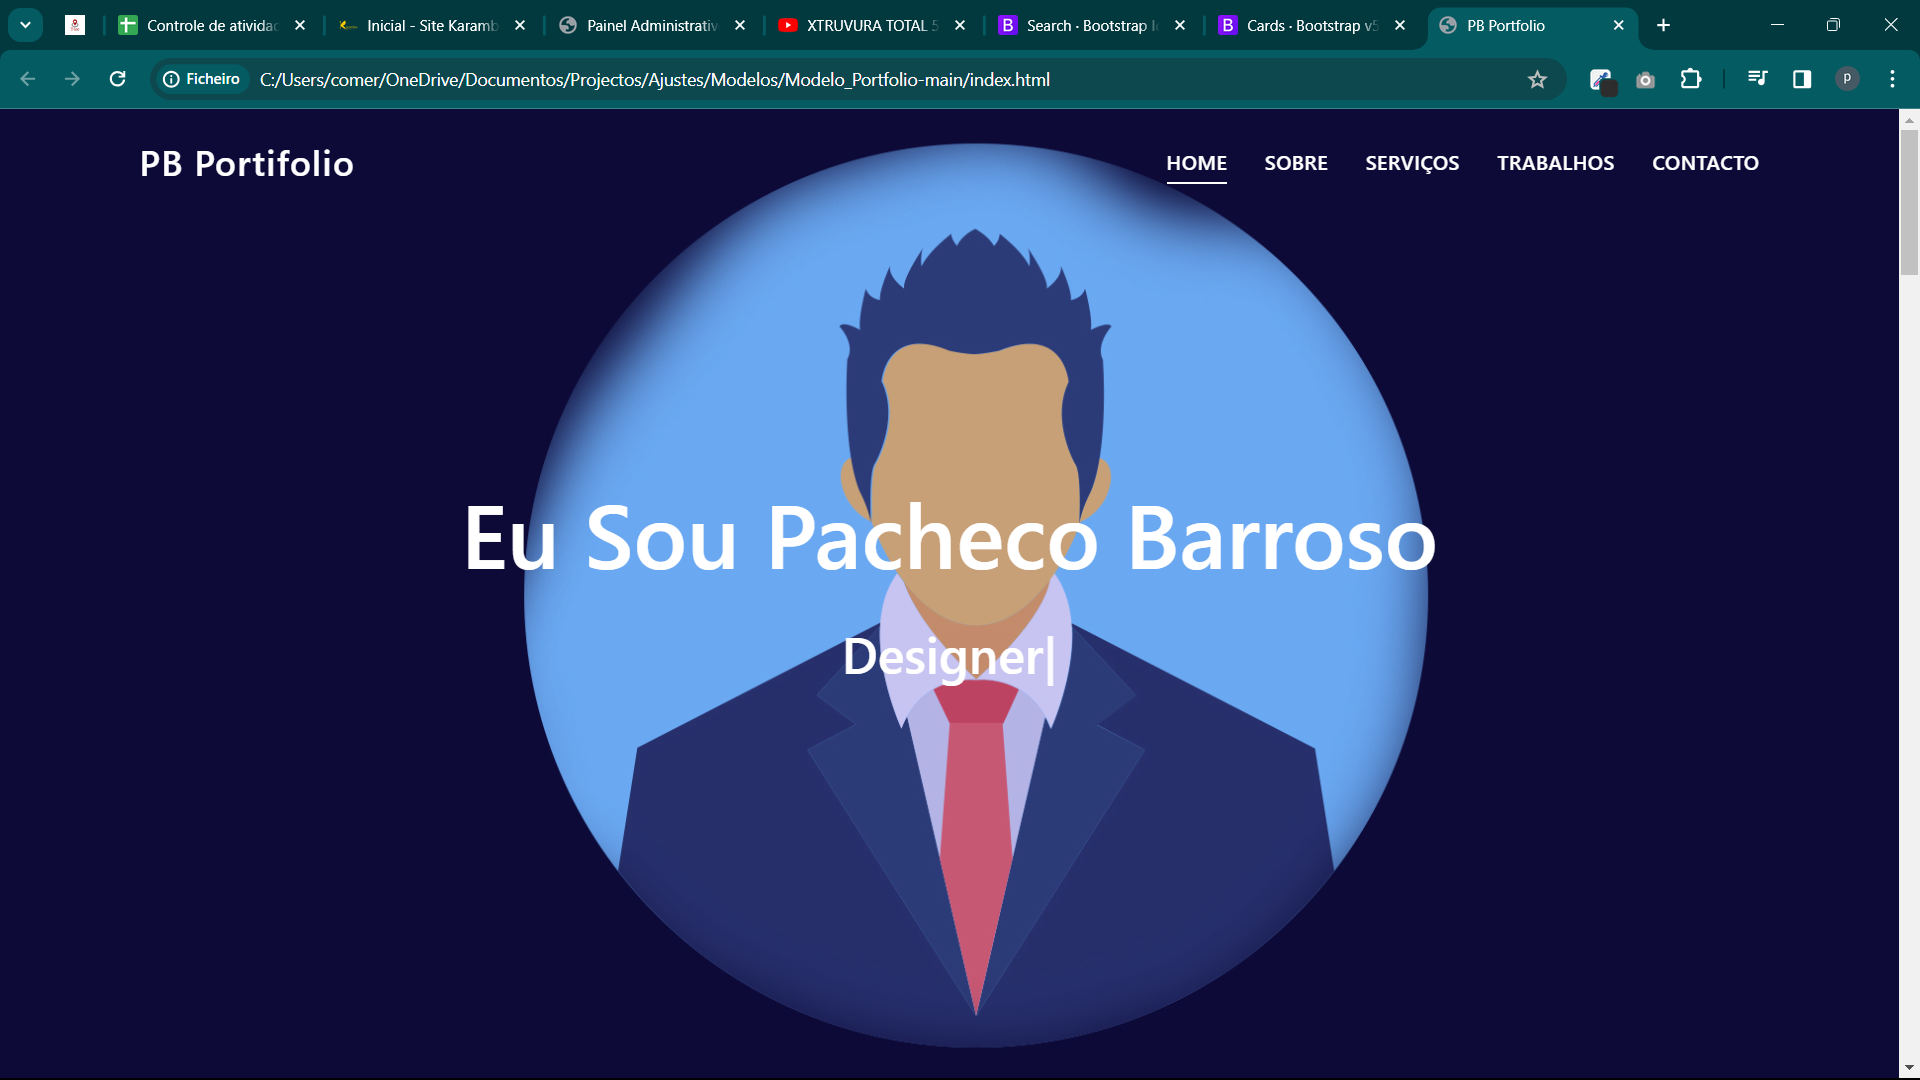 Controle de ativida
Inicial - Site Karamb
Painel Administrativ
XTRUVURA TOTAL 5
Search · Bootstrap Ic
Cards · Bootstrap v5
PB Portfolio
Ficheiro
C:/Users/comer/OneDrive/Documentos/Projectos/Ajustes/Modelos/Modelo_Portfolio-main/index.html
p
PB Portifolio
HOME
SOBRE
SERVIÇOS
TRABALHOS
CONTACTO
Eu Sou Pacheco Barroso
Designer|